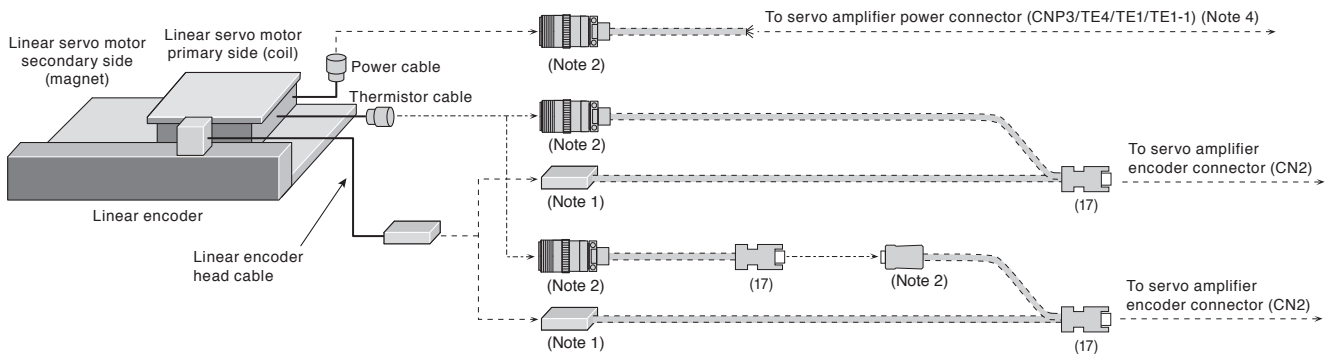 To servo amplifier power connector (CNP3/TE4/TE1/TE1-1) (Note 4)
Linear servo motor
secondary side
(magnet)
Linear servo motor
primary side (coil)
Power cable
(Note 2)
Thermistor cable
(Note 2)
To servo amplifier
encoder connector (CN2)
(Note 1)
(17)
Linear encoder
Linear encoder
head cable
(Note 2)
(17)
(Note 2)
To servo amplifier
encoder connector (CN2)
(Note 1)
(17)